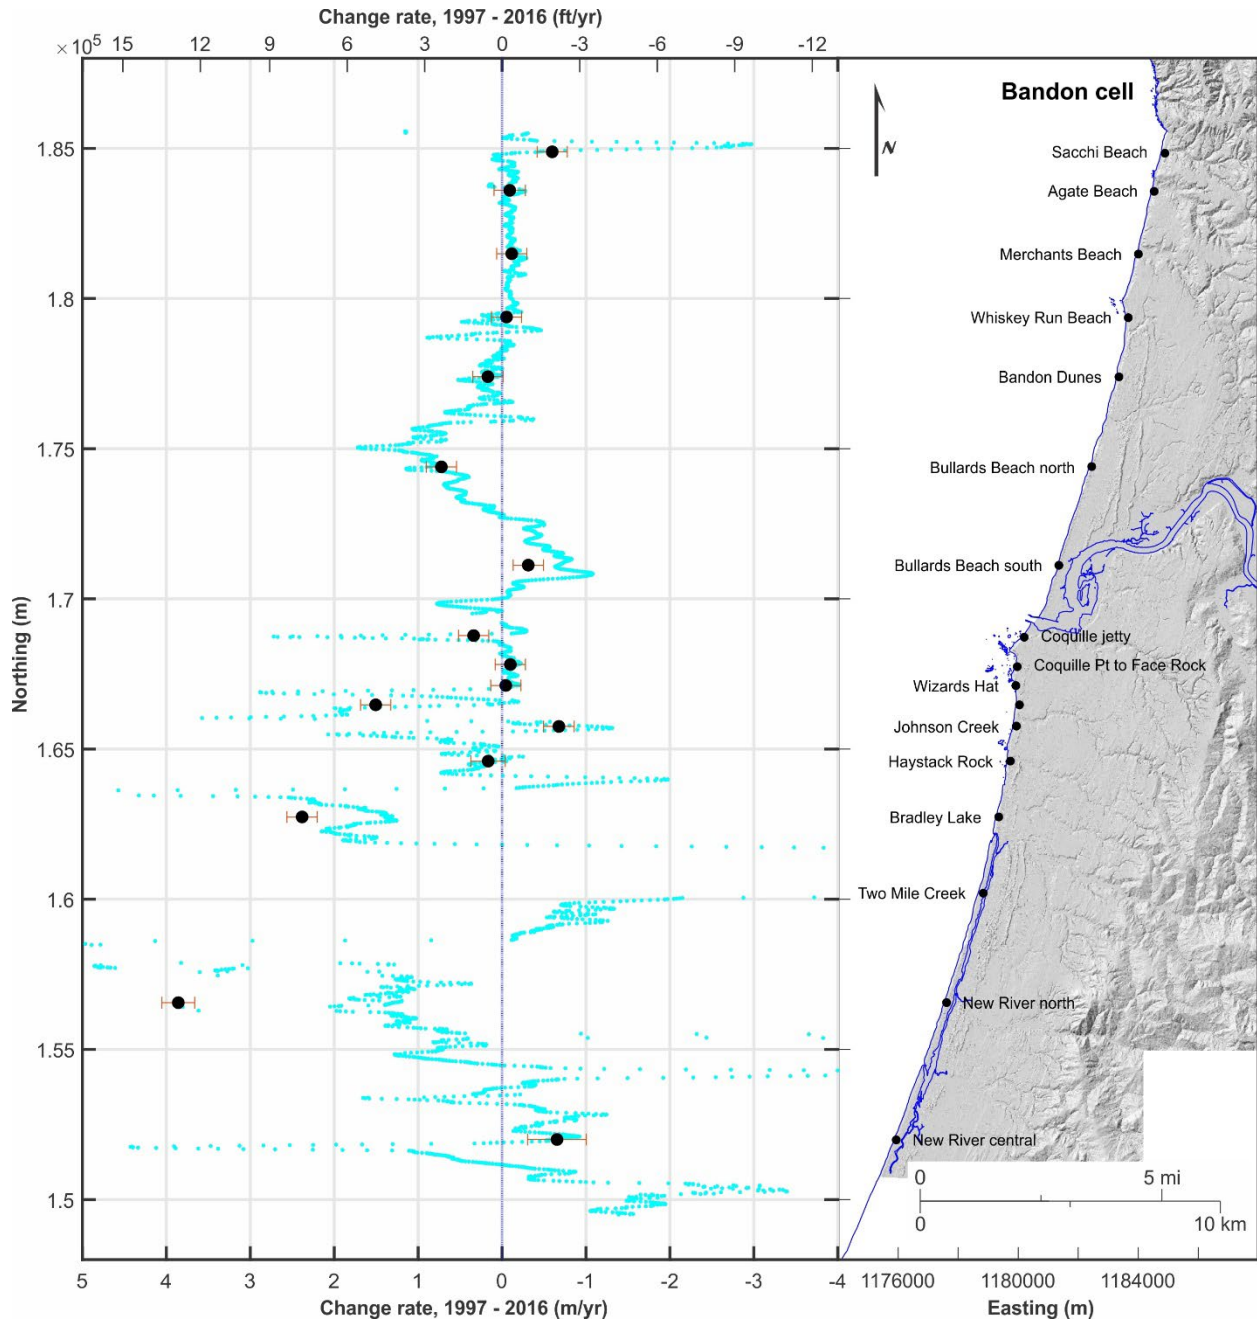 Change rate, 1997 - 2016 (ft/yr)
× 10⁵ 15 12 9 6 3 0 -3 -6 -9 -12
Bandon cell
N
1.85
1.8
1.75
1.7
1.65
1.6
1.55
1.5
Northing (m)
Sacchi Beach
Agate Beach
Merchants Beach
Whiskey Run Beach
Bandon Dunes
Bullards Beach north
Bullards Beach south
Coquille jetty
Coquille Pt to Face Rock
Wizards Hat
Johnson Creek
Haystack Rock
Bradley Lake
Two Mile Creek
New River north
New River central
0 5 mi
0 10 km
5 4 3 2 1 0 -1 -2 -3 -4
1176000 1180000 1184000
Change rate, 1997 - 2016 (m/yr)
Easting (m)